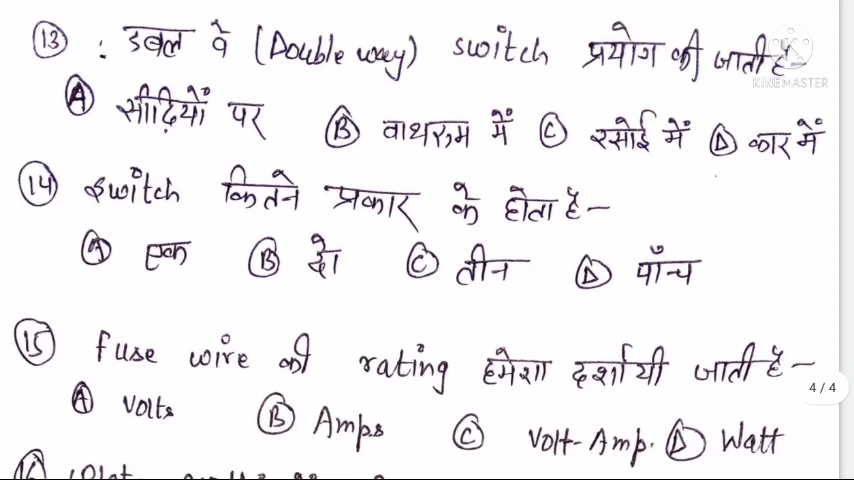 (13) : डबल वे (Double way) switch प्रयोग की जाती है-
(A) सीढ़ियों पर (B) बाथरूम में (C) रसोई में (D) कार में
(14) switch कितने प्रकार के होता है-
(A) एक (B) दो (C) तीन (D) पाँच
(15) fuse wire की rating हमेशा दर्शायी जाती है-
(A) volts (B) Amps (C) Volt-Amp. (D) Watt
4/4
KINEMASTER